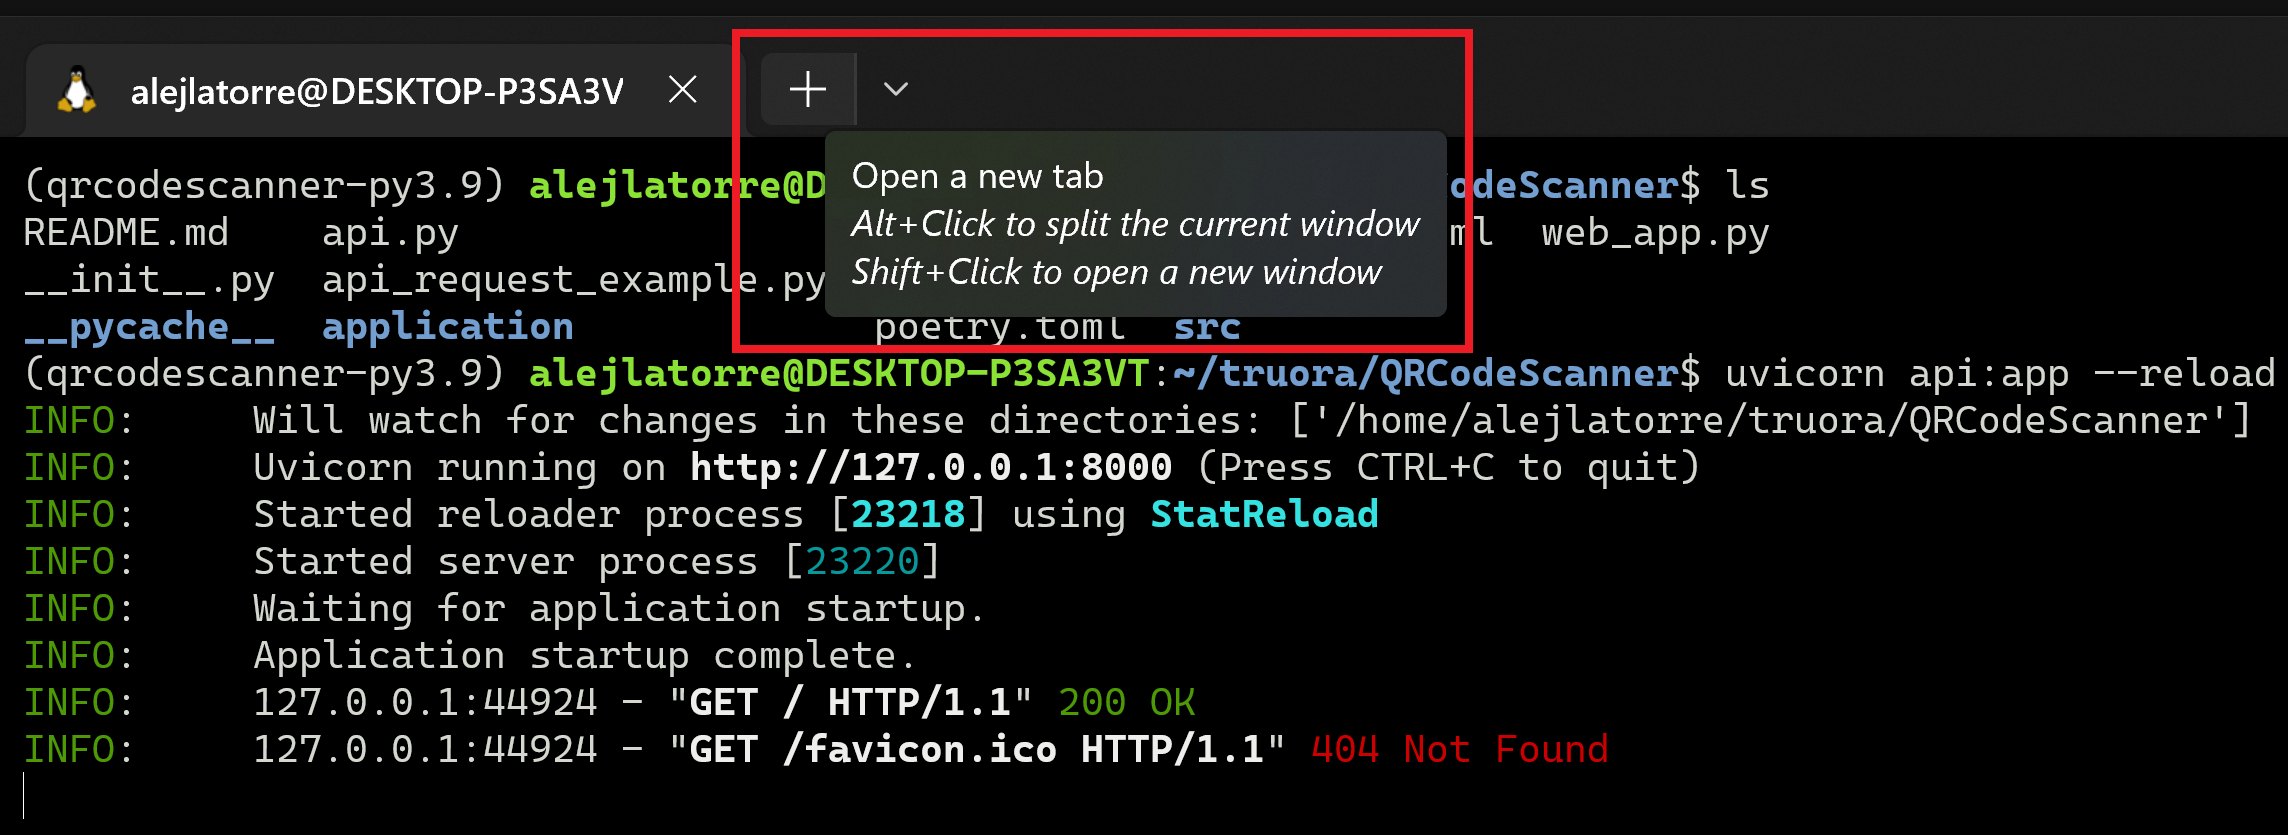 alejlatorre@DESKTOP-P3SA3V
Open a new tab
Alt+Click to split the current window
Shift+Click to open a new window
(qrcodescanner-py3.9) alejlatorre@D odeScanner$ ls
README.md api.py ml web_app.py
__init__.py api_request_example.py
__pycache__ application poetry.toml src
(qrcodescanner-py3.9) alejlatorre@DESKTOP-P3SA3VT:~/truora/QRCodeScanner$ uvicorn api:app --reload
INFO: Will watch for changes in these directories: ['/home/alejlatorre/truora/QRCodeScanner']
INFO: Uvicorn running on http://127.0.0.1:8000 (Press CTRL+C to quit)
INFO: Started reloader process [23218] using StatReload
INFO: Started server process [23220]
INFO: Waiting for application startup.
INFO: Application startup complete.
INFO: 127.0.0.1:44924 - "GET / HTTP/1.1" 200 OK
INFO: 127.0.0.1:44924 - "GET /favicon.ico HTTP/1.1" 404 Not Found